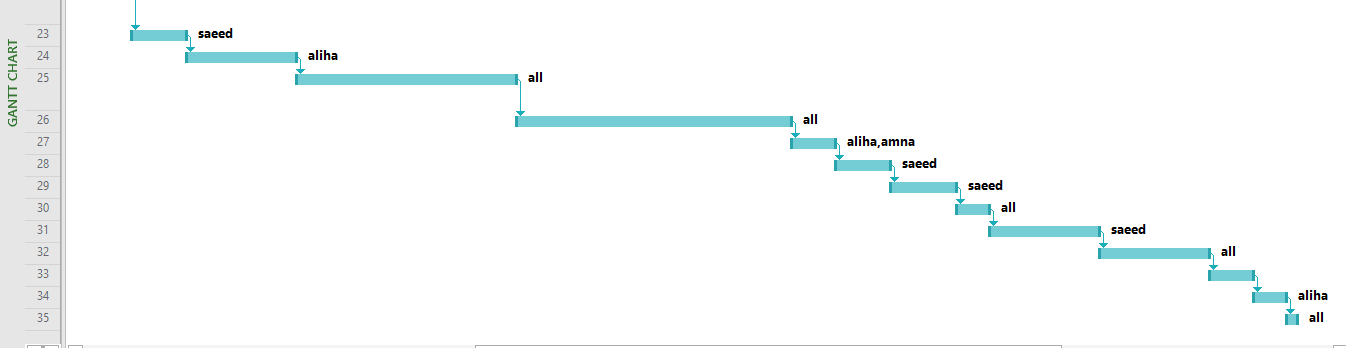 GANTT CHART
23 saeed
24 aliha
25 all
26 all
27 aliha,amna
28 saeed
29 saeed
30 all
31 saeed
32 all
33
34 aliha
35 all